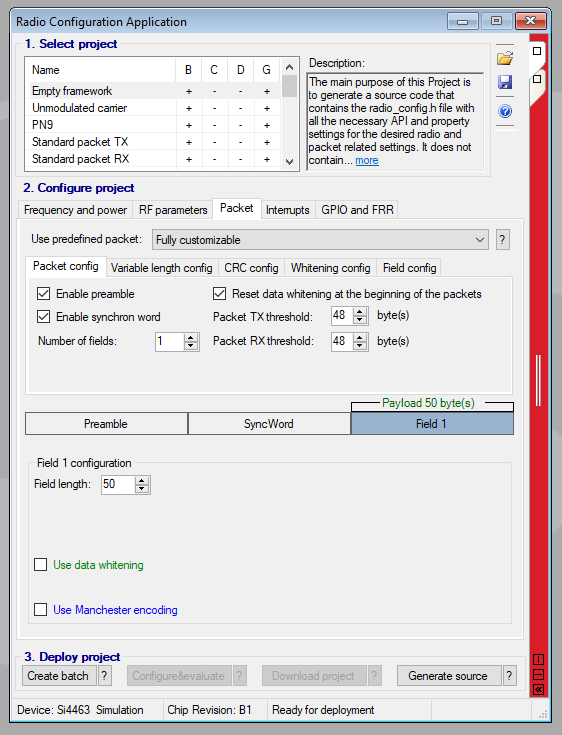 Radio Configuration Application
1. Select project
Name B C D G
Empty framework + - - +
Unmodulated carrier + - - +
PN9 + - - +
Standard packet TX + - - +
Standard packet RX + - - +
Description:
The main purpose of this Project is
to generate a source code that
contains the radio_config.h file with
all the necessary API and property
settings for the desired radio and
packet related settings. It does not
contain... more
2. Configure project
Frequency and power RF parameters Packet Interrupts GPIO and FRR
Use predefined packet: Fully customizable ?
Packet config Variable length config CRC config Whitening config Field config
Enable preamble Reset data whitening at the beginning of the packets
Enable synchron word Packet TX threshold: 48 byte(s)
Number of fields: 1 Packet RX threshold: 48 byte(s)
Payload 50 byte(s)
Preamble SyncWord Field 1
Field 1 configuration
Field length: 50
Use data whitening
Use Manchester encoding
3. Deploy project
Create batch ? Configure&evaluate ? Download project ? Generate source ?
Device: Si4463 Simulation Chip Revision: B1 Ready for deployment